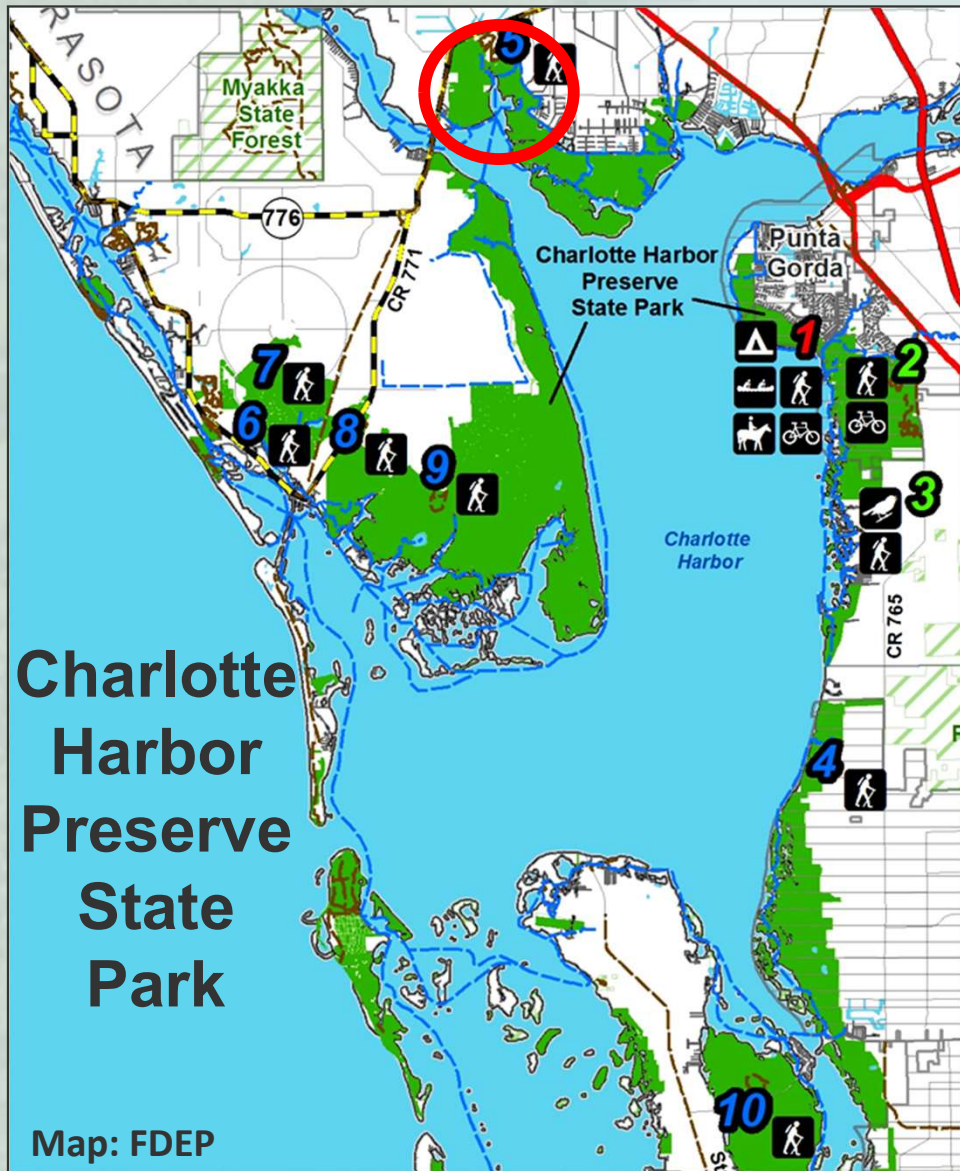 RASOTA
5
Myakka
State
Forest
776
CR 771
Charlotte Harbor
Preserve
State Park
Punta
Gorda
1
2
7
6
8
9
3
Charlotte
Harbor
CR 765
Charlotte
Harbor
Preserve
State
Park
4
10
Map: FDEP